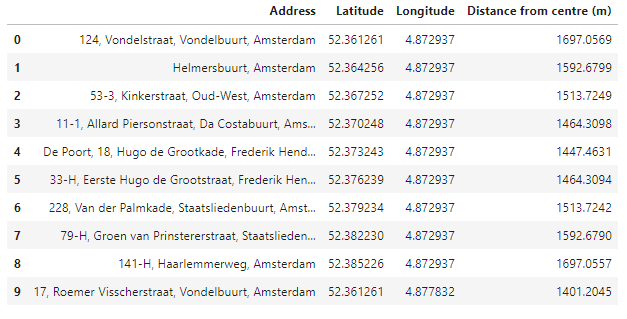 Address Latitude Longitude Distance from centre (m)
0 124, Vondelstraat, Vondelbuurt, Amsterdam 52.361261 4.872937 1697.0569
1 Helmersbuurt, Amsterdam 52.364256 4.872937 1592.6799
2 53-3, Kinkerstraat, Oud-West, Amsterdam 52.367252 4.872937 1513.7249
3 11-1, Allard Piersonstraat, Da Costabuurt, Ams... 52.370248 4.872937 1464.3098
4 De Poort, 18, Hugo de Grootkade, Frederik Hend... 52.373243 4.872937 1447.4631
5 33-H, Eerste Hugo de Grootstraat, Frederik Hen... 52.376239 4.872937 1464.3094
6 228, Van der Palmkade, Staatsliedenbuurt, Amst... 52.379234 4.872937 1513.7242
7 79-H, Groen van Prinstererstraat, Staatslieden... 52.382230 4.872937 1592.6790
8 141-H, Haarlemmerweg, Amsterdam 52.385226 4.872937 1697.0557
9 17, Roemer Visscherstraat, Vondelbuurt, Amsterdam 52.361261 4.877832 1401.2045